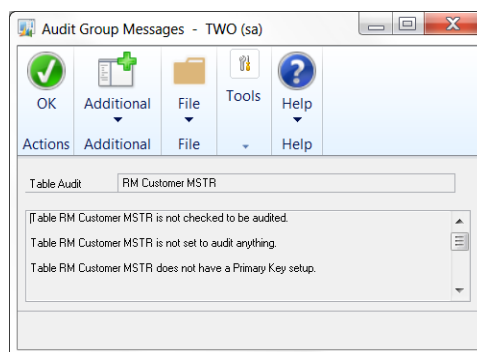 Audit Group Messages - TWO (sa)
OK Additional File Tools Help
Actions Additional File Help
Table Audit RM Customer MSTR
Table RM Customer MSTR is not checked to be audited.
Table RM Customer MSTR is not set to audit anything.
Table RM Customer MSTR does not have a Primary Key setup.